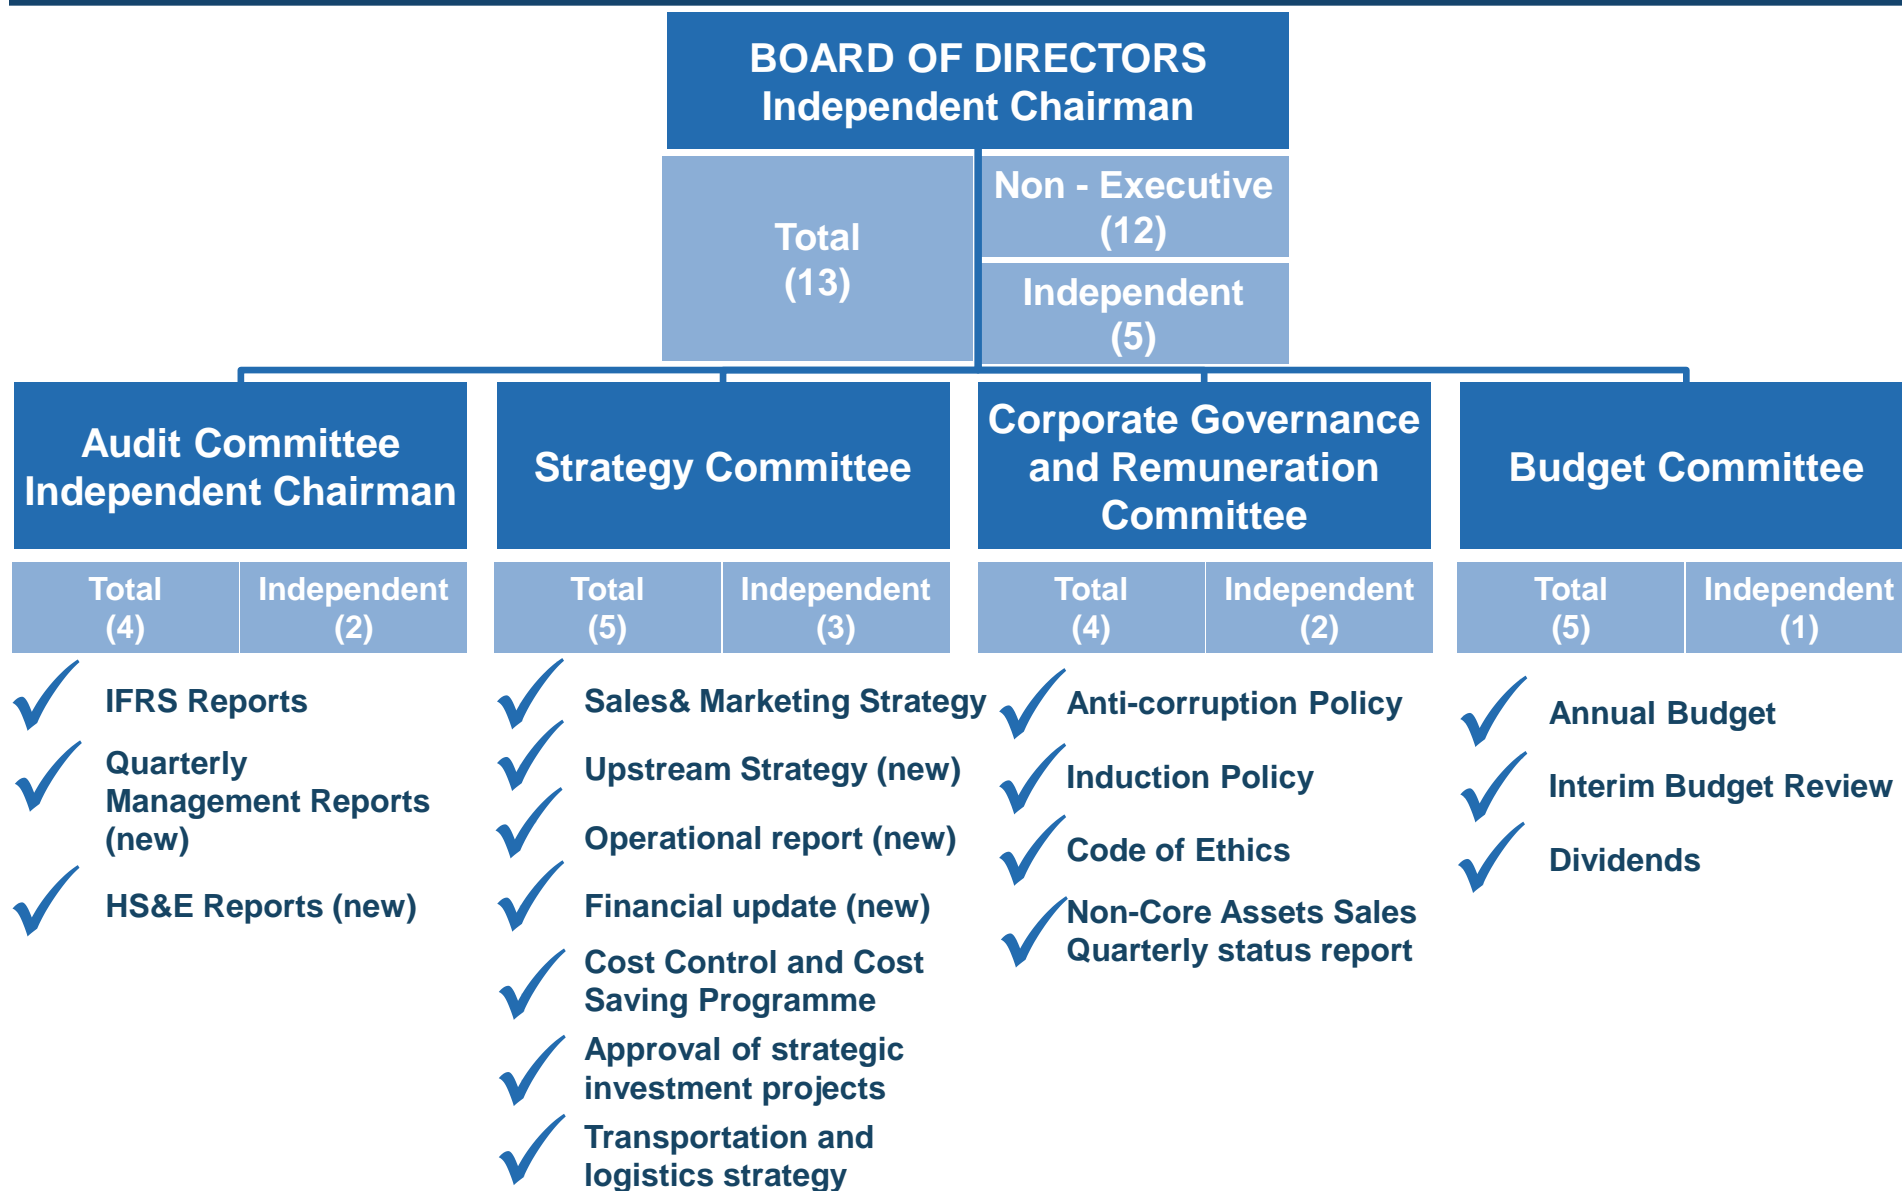 BOARD OF DIRECTORS
Independent Chairman
Total
(13)
Non - Executive
(12)
Independent
(5)
Audit Committee
Independent Chairman
Total
(4)
Independent
(2)
IFRS Reports
Quarterly
Management Reports
(new)
HS&E Reports (new)
Strategy Committee
Total
(5)
Independent
(3)
Sales& Marketing Strategy
Upstream Strategy (new)
Operational report (new)
Financial update (new)
Cost Control and Cost
Saving Programme
Approval of strategic
investment projects
Transportation and
logistics strategy
Corporate Governance
and Remuneration
Committee
Total
(4)
Independent
(2)
Anti-corruption Policy
Induction Policy
Code of Ethics
Non-Core Assets Sales
Quarterly status report
Budget Committee
Total
(5)
Independent
(1)
Annual Budget
Interim Budget Review
Dividends